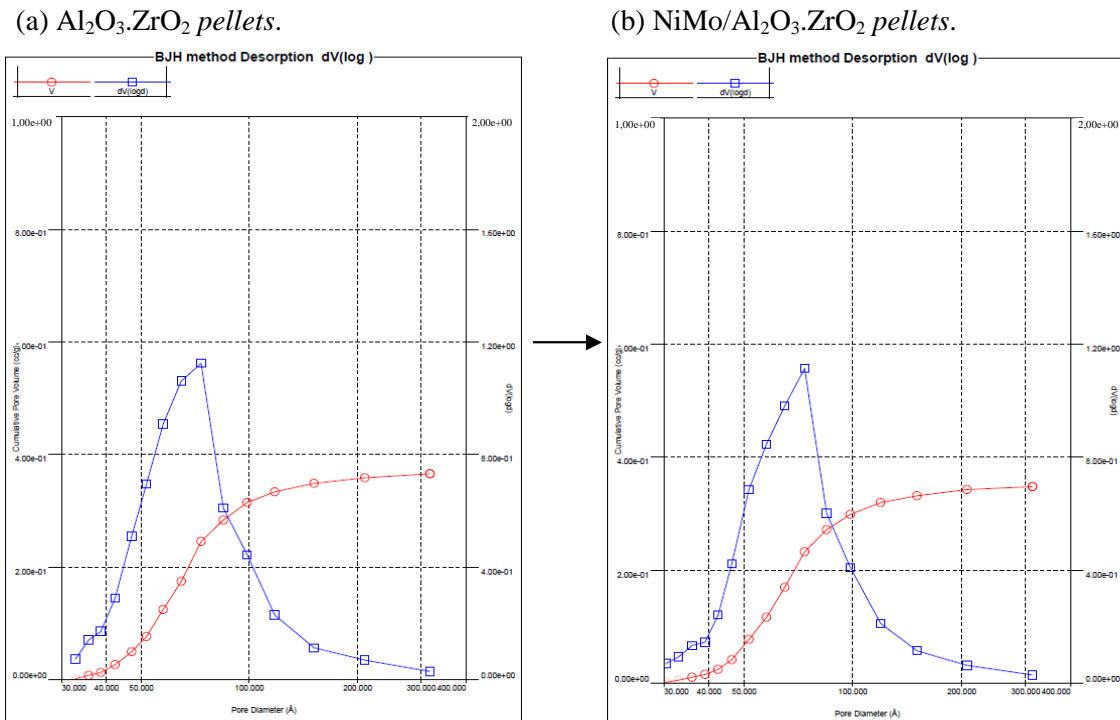 (a) Al₂O₃.ZrO₂ pellets.
BJH method Desorption dV(log )
V
dV(logd)
1,00e+00
2,00e+00
8.00e-01
1.60e+00
6.00e-01
1.20e+00
4.00e-01
8.00e-01
2.00e-01
4.00e-01
0.00e+00
0.00e+00
Cumulative Pore Volume (cc/g)
dV(logd)
30.000 40.000 50.000 100.000 200.000 300.000 400.000
Pore Diameter (Å)
(b) NiMo/Al₂O₃.ZrO₂ pellets.
BJH method Desorption dV(log )
V
dV(logd)
1,00e+00
2,00e+00
8.00e-01
1.60e+00
1.20e+00
4.00e-01
8.00e-01
2.00e-01
4.00e-01
0.00e+00
0.00e+00
Cumulative Pore Volume (cc/g)
dV(logd)
30.000 40.000 50.000 100.000 200.000 300.000 400.000
Pore Diameter (Å)